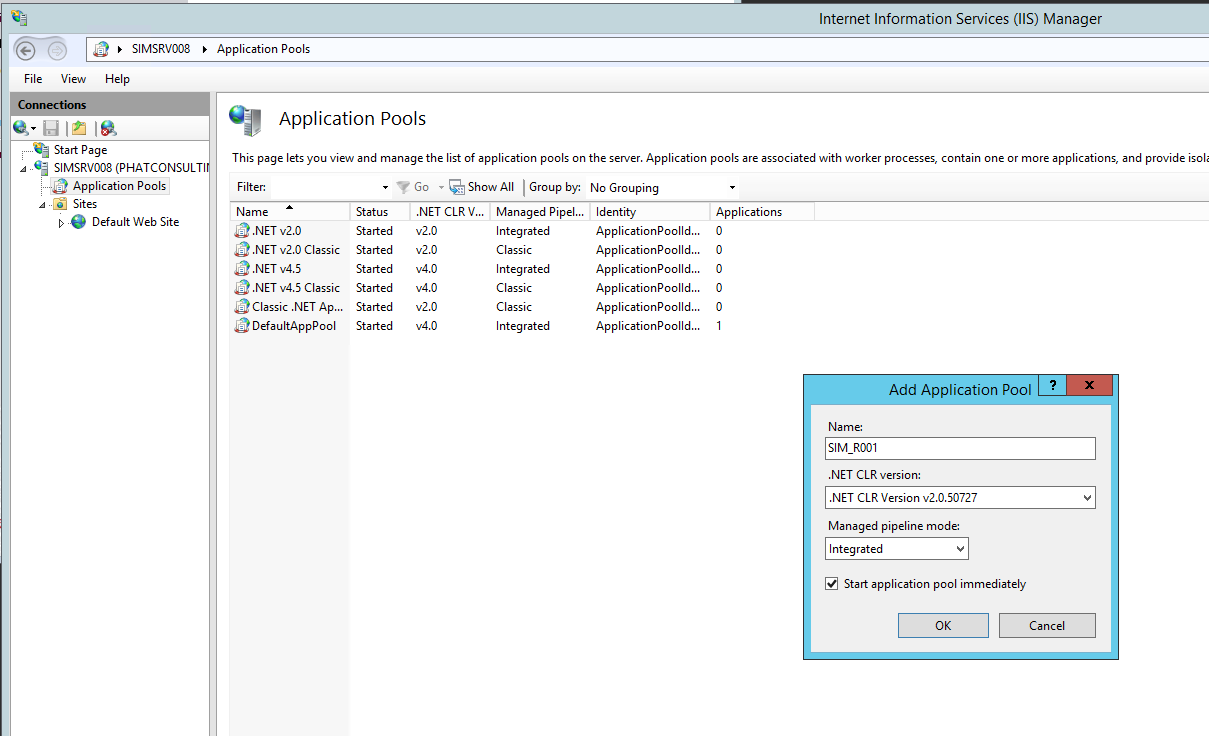 Internet Information Services (IIS) Manager
SIMSRV008 Application Pools
File View Help
Connections
Start Page
SIMSRV008 (PHATCONSULTIN
Application Pools
Sites
Default Web Site
Application Pools
This page lets you view and manage the list of application pools on the server. Application pools are associated with worker processes, contain one or more applications, and provide isola
Filter: Go Show All Group by: No Grouping
Name Status .NET CLR V... Managed Pipel... Identity Applications
.NET v2.0 Started v2.0 Integrated ApplicationPoolId... 0
.NET v2.0 Classic Started v2.0 Classic ApplicationPoolId... 0
.NET v4.5 Started v4.0 Integrated ApplicationPoolId... 0
.NET v4.5 Classic Started v4.0 Classic ApplicationPoolId... 0
Classic .NET Ap... Started v2.0 Classic ApplicationPoolId... 0
DefaultAppPool Started v4.0 Integrated ApplicationPoolId... 1
Add Application Pool ? x
Name:
SIM_R001
.NET CLR version:
.NET CLR Version v2.0.50727
Managed pipeline mode:
Integrated
Start application pool immediately
OK Cancel